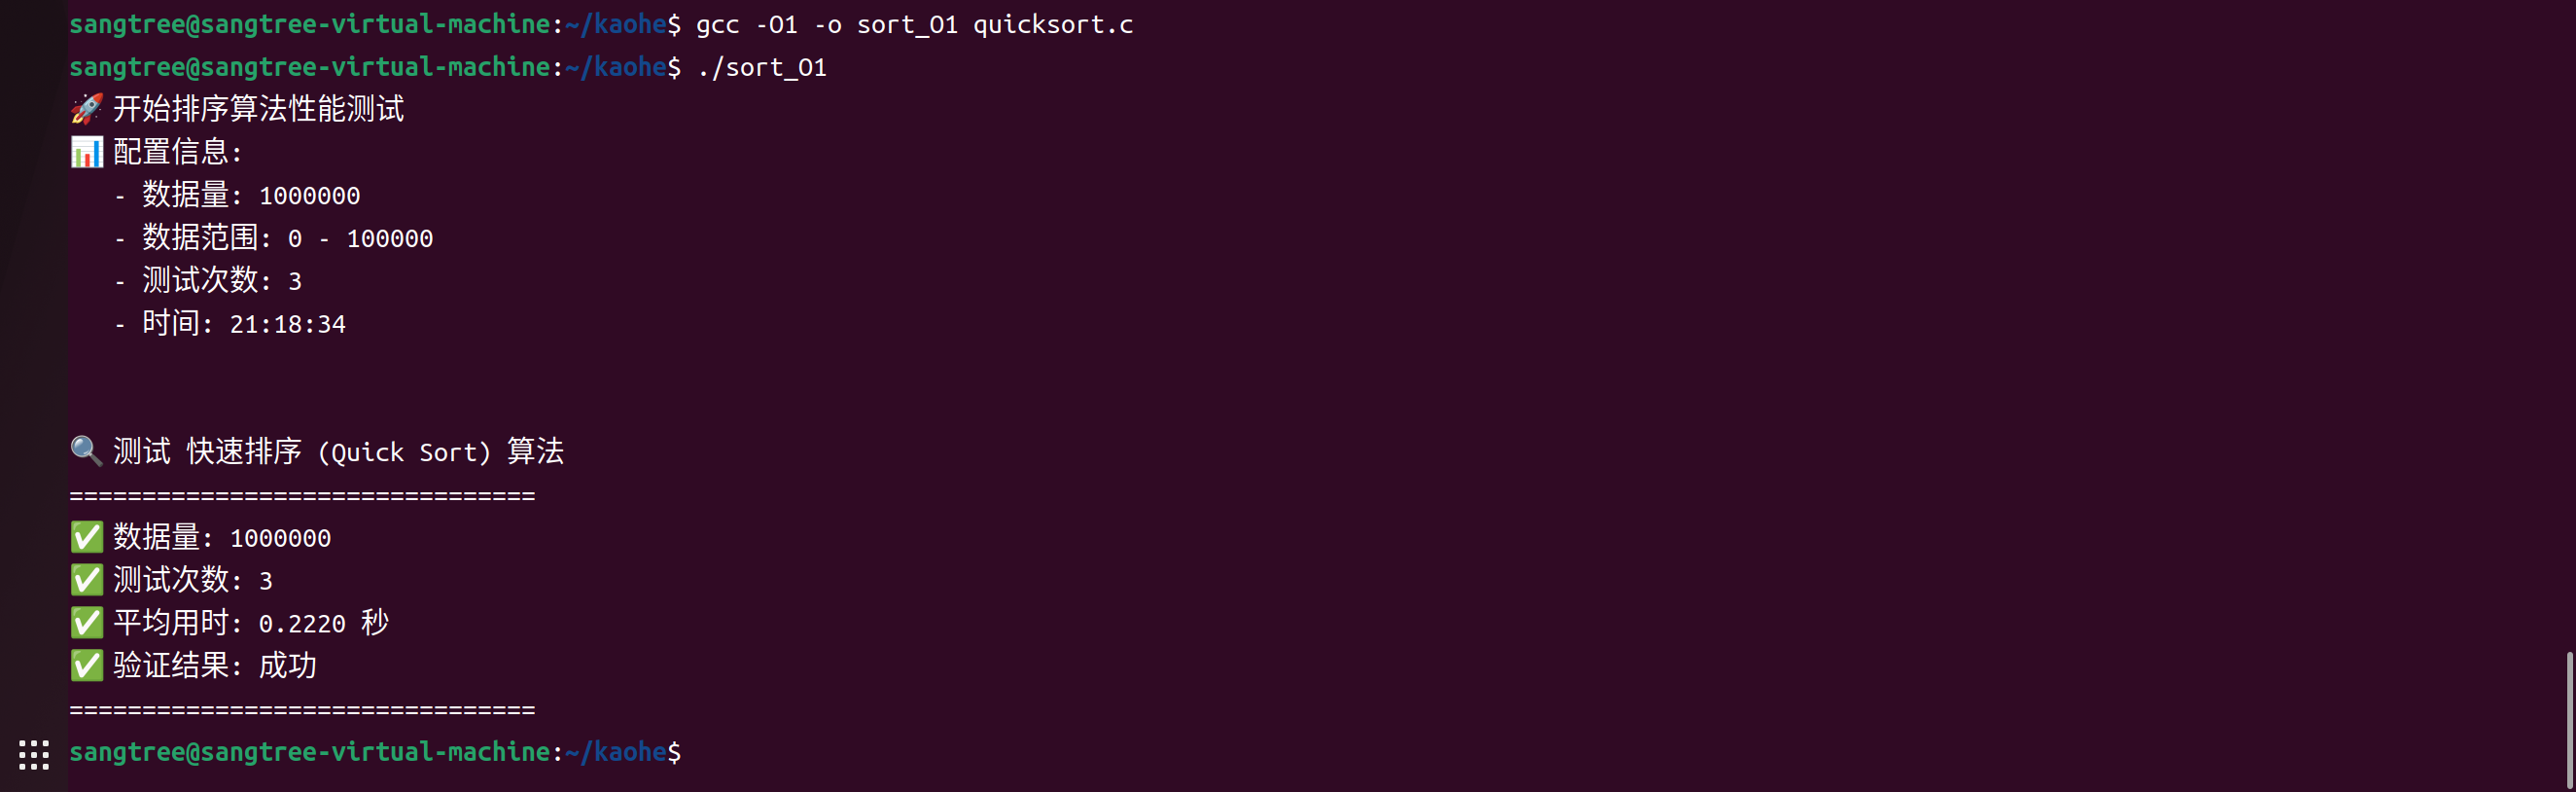 sangtree@sangtree-virtual-machine:~/kaohe$ gcc -O1 -o sort_O1 quicksort.c
sangtree@sangtree-virtual-machine:~/kaohe$ ./sort_O1
🚀 开始排序算法性能测试
📊 配置信息:
   - 数据量: 1000000
   - 数据范围: 0 - 100000
   - 测试次数: 3
   - 时间: 21:18:34
🔍 测试 快速排序 (Quick Sort) 算法
================================
✅ 数据量: 1000000
✅ 测试次数: 3
✅ 平均用时: 0.2220 秒
✅ 验证结果: 成功
================================
sangtree@sangtree-virtual-machine:~/kaohe$